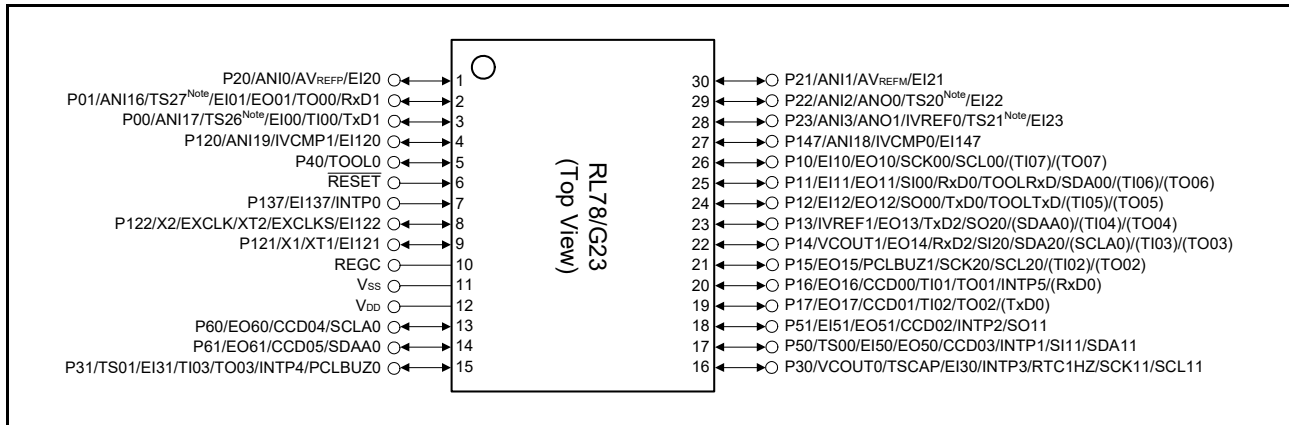 P20/ANI0/AVREFP/EI20 1
P01/ANI16/TS27Note/EI01/EO01/TO00/RxD1 2
P00/ANI17/TS26Note/EI00/TI00/TxD1 3
P120/ANI19/IVCMP1/EI120 4
P40/TOOL0 5
RESET 6
P137/EI137/INTP0 7
P122/X2/EXCLK/XT2/EXCLKS/EI122 8
P121/X1/XT1/EI121 9
REGC 10
VSS 11
VDD 12
P60/EO60/CCD04/SCLA0 13
P61/EO61/CCD05/SDAA0 14
P31/TS01/EI31/TI03/TO03/INTP4/PCLBUZ0 15
RL78/G23
(Top View)
30 P21/ANI1/AVREFM/EI21
29 P22/ANI2/ANO0/TS20Note/EI22
28 P23/ANI3/ANO1/IVREF0/TS21Note/EI23
27 P147/ANI18/IVCMP0/EI147
26 P10/EI10/EO10/SCK00/SCL00/(TI07)/(TO07)
25 P11/EI11/EO11/SI00/RxD0/TOOLRxD/SDA00/(TI06)/(TO06)
24 P12/EI12/EO12/SO00/TxD0/TOOLTxD/(TI05)/(TO05)
23 P13/IVREF1/EO13/TxD2/SO20/(SDAA0)/(TI04)/(TO04)
22 P14/VCOUT1/EO14/RxD2/SI20/SDA20/(SCLA0)/(TI03)/(TO03)
21 P15/EO15/PCLBUZ1/SCK20/SCL20/(TI02)/(TO02)
20 P16/EO16/CCD00/TI01/TO01/INTP5/(RxD0)
19 P17/EO17/CCD01/TI02/TO02/(TxD0)
18 P51/EI51/EO51/CCD02/INTP2/SO11
17 P50/TS00/EI50/EO50/CCD03/INTP1/SI11/SDA11
16 P30/VCOUT0/TSCAP/EI30/INTP3/RTC1HZ/SCK11/SCL11